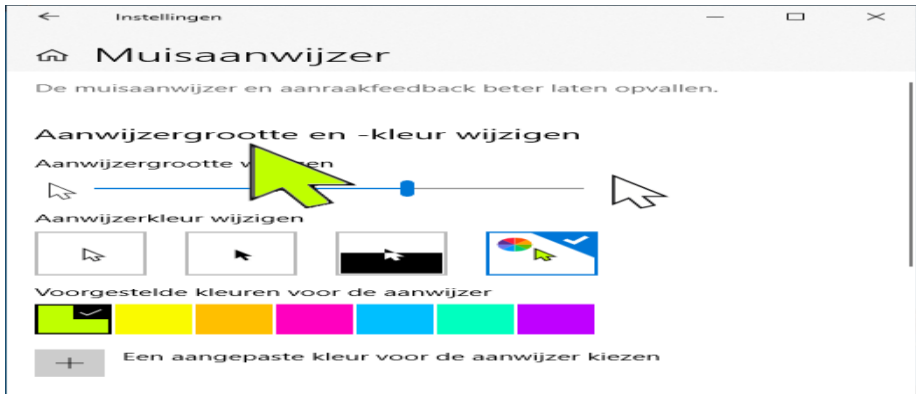 Instellingen
Muisaanwijzer
De muisaanwijzer en aanraakfeedback beter laten opvallen.
Aanwijzergrootte en -kleur wijzigen
Aanwijzergrootte
Aanwijzerkleur wijzigen
Voorgestelde kleuren voor de aanwijzer
Een aangepaste kleur voor de aanwijzer kiezen